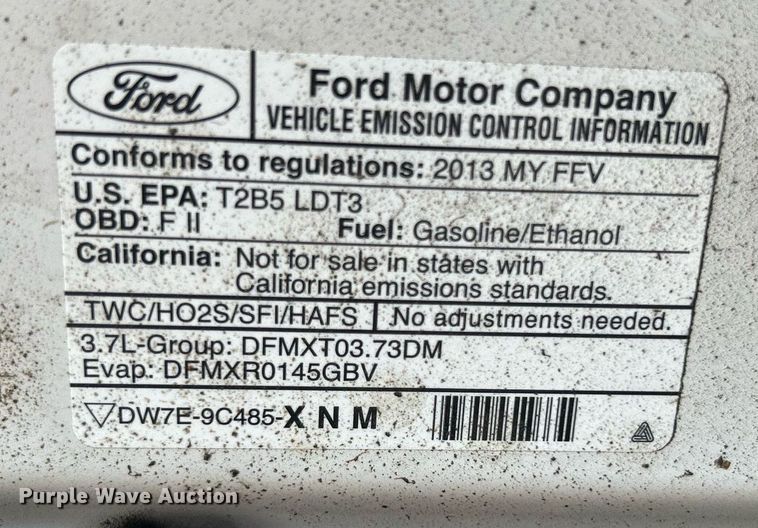 Ford
Ford Motor Company
VEHICLE EMISSION CONTROL INFORMATION
Conforms to regulations: 2013 MY FFV
U.S. EPA: T2B5 LDT3
OBD: F II Fuel: Gasoline/Ethanol
California: Not for sale in states with
California emissions standards.
TWC/HO2S/SFI/HAFS No adjustments needed.
3.7L-Group: DFMXT03.73DM
Evap: DFMXR0145GBV
DW7E-9C485-XNM
Purple Wave Auction